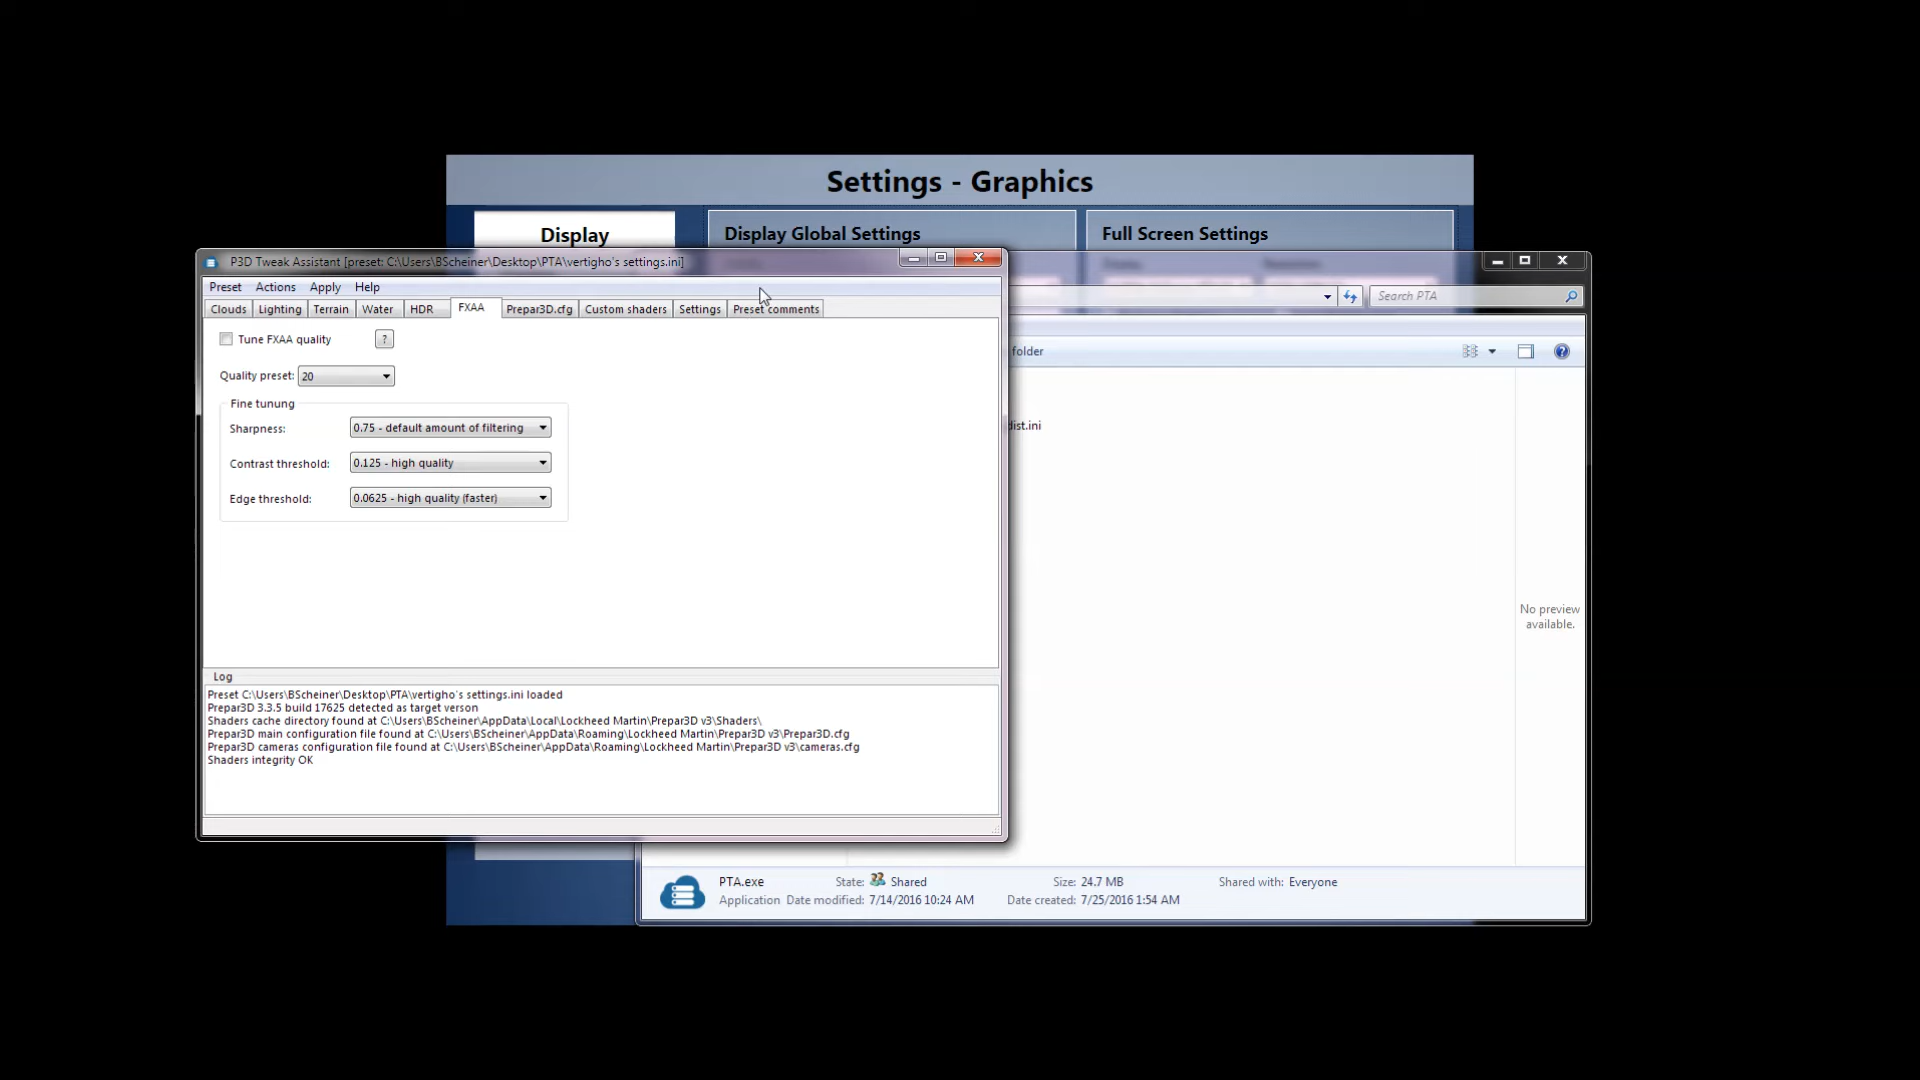 Settings - Graphics
Display
Display Global Settings
Full Screen Settings
P3D Tweak Assistant [preset: C:\Users\BScheiner\Desktop\PTA\vertigho's settings.ini]
Preset Actions Apply Help
Clouds Lighting Terrain Water HDR FXAA Prepar3D.cfg Custom shaders Settings Preset comments
Tune FXAA quality ?
Quality preset: 20
Fine tunung
Sharpness: 0.75 - default amount of filtering
Contrast threshold: 0.125 - high quality
Edge threshold: 0.0625 - high quality (faster)
Log
Preset C:\Users\BScheiner\Desktop\PTA\vertigho's settings.ini loaded
Prepar3D 3.3.5 build 17625 detected as target verson
Shaders cache directory found at C:\Users\BScheiner\AppData\Local\Lockheed Martin\Prepar3D v3\Shaders\
Prepar3D main configuration file found at C:\Users\BScheiner\AppData\Roaming\Lockheed Martin\Prepar3D v3\Prepar3D.cfg
Prepar3D cameras configuration file found at C:\Users\BScheiner\AppData\Roaming\Lockheed Martin\Prepar3D v3\cameras.cfg
Shaders integrity OK
Search PTA
folder
dist.ini
No preview
available.
PTA.exe State: Shared Size: 24.7 MB Shared with: Everyone
Application Date modified: 7/14/2016 10:24 AM Date created: 7/25/2016 1:54 AM